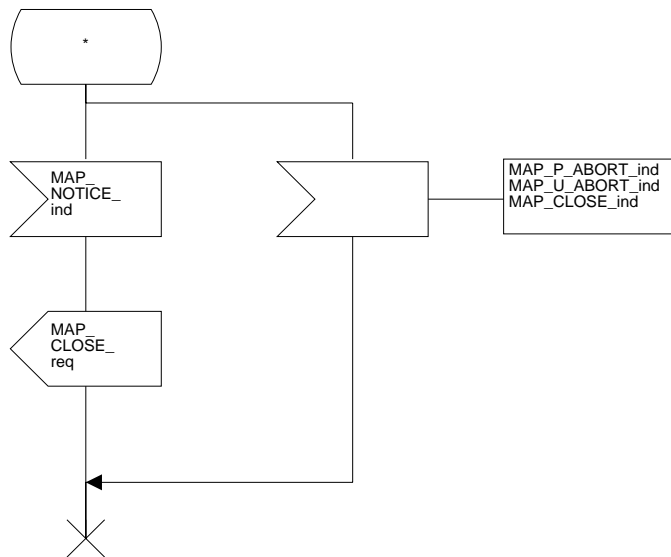 *
MAP_
NOTICE_
ind
MAP_P_ABORT_ind
MAP_U_ABORT_ind
MAP_CLOSE_ind
MAP_
CLOSE_
req